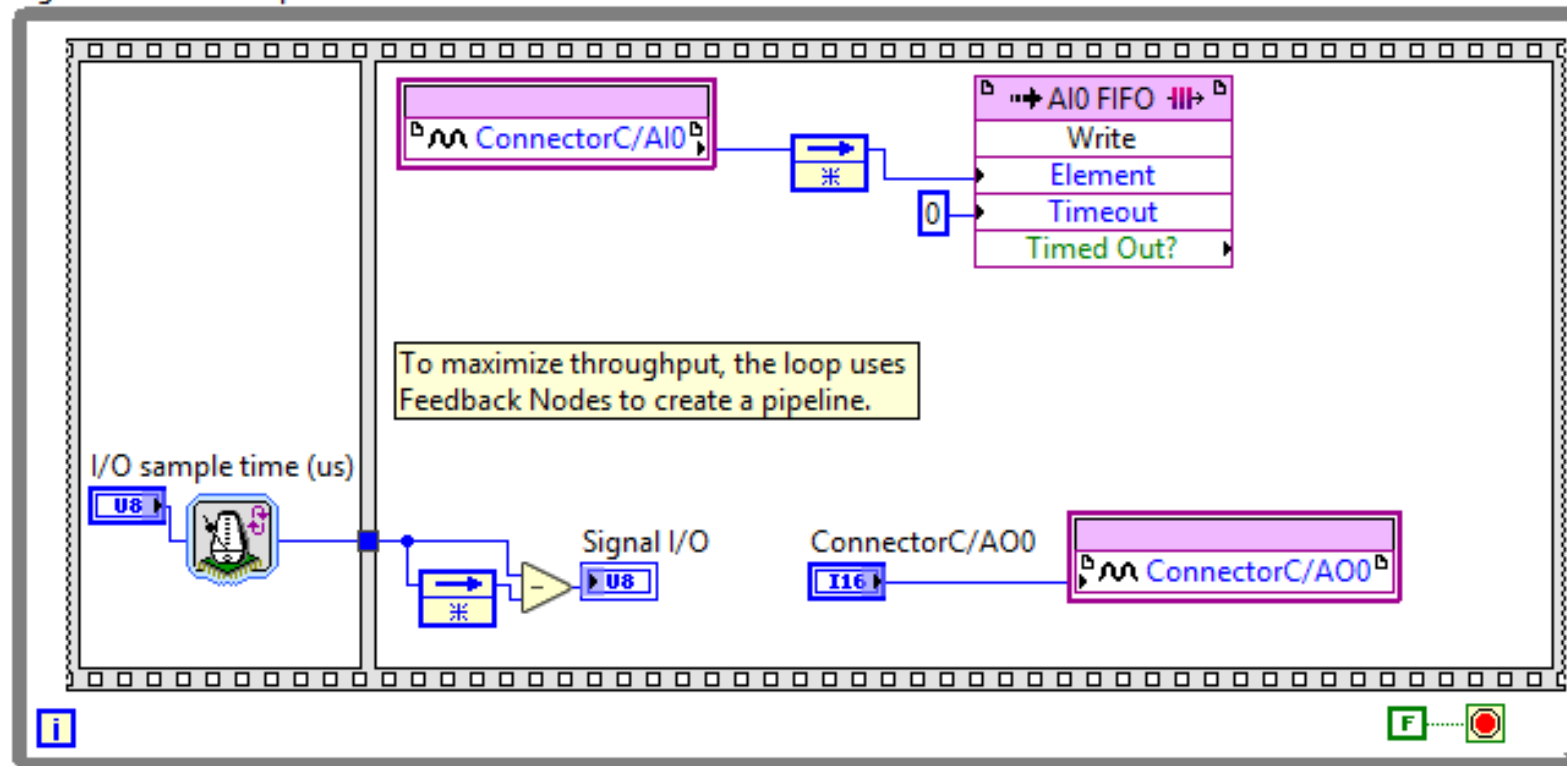 ConnectorC/AI0
AI0 FIFO
Write
Element
0
Timeout
Timed Out?
To maximize throughput, the loop uses
Feedback Nodes to create a pipeline.
I/O sample time (us)
U8
Signal I/O
U8
ConnectorC/AO0
I16
ConnectorC/AO0
i
F